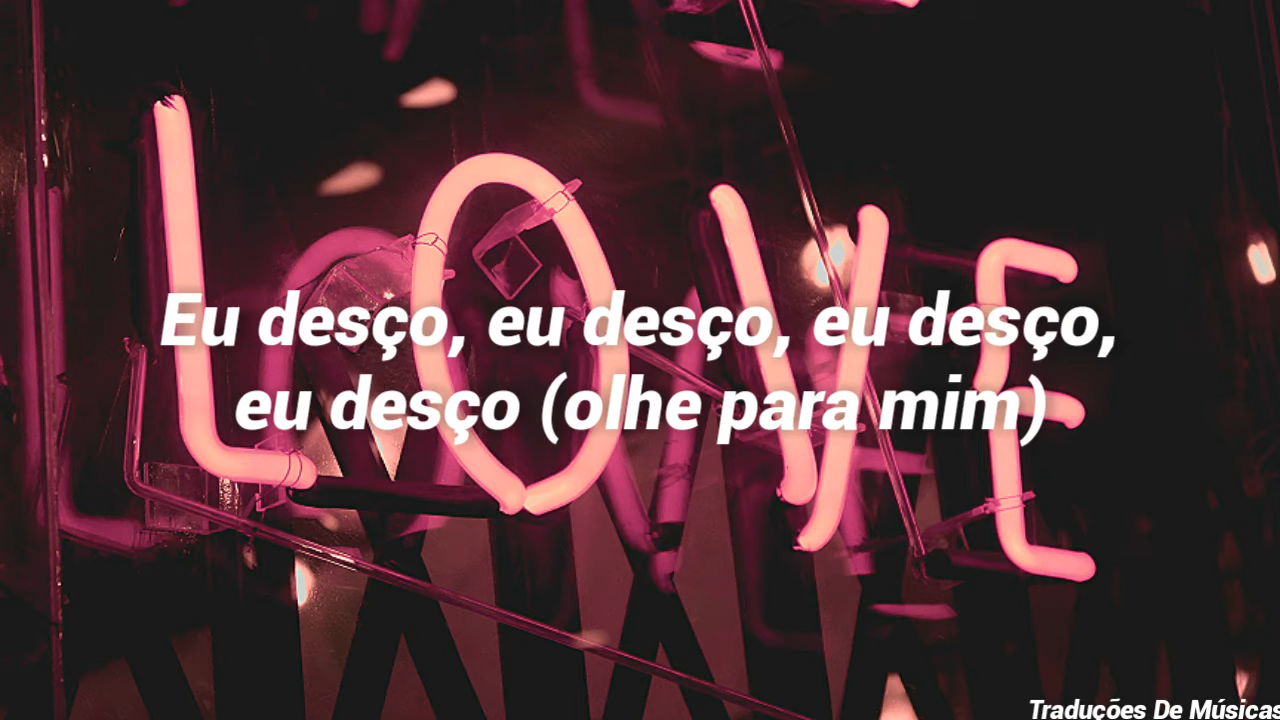 LOVE
Eu desço, eu desço, eu desço,
eu desço (olhe para mim)
Traduções De Músicas